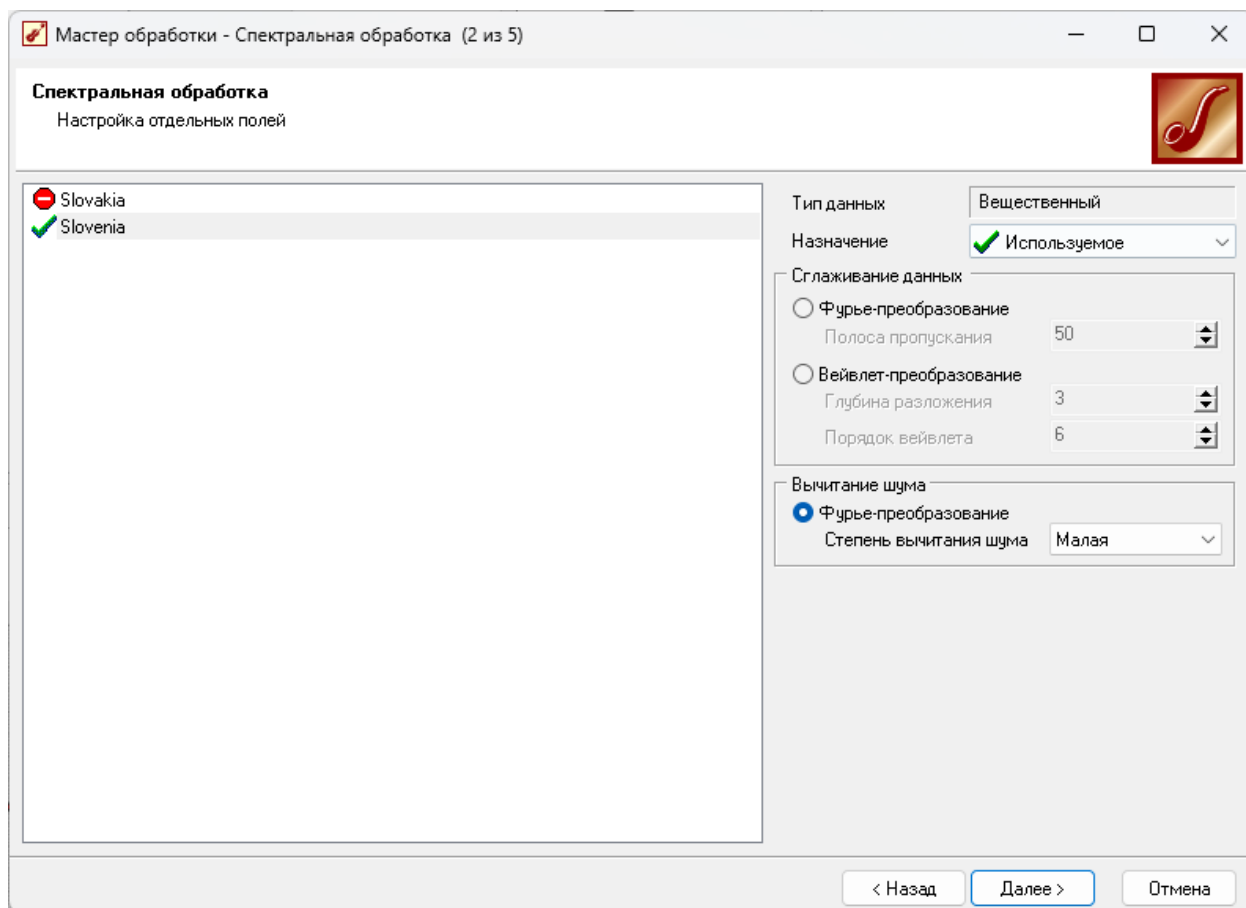 Мастер обработки - Спектральная обработка (2 из 5)
Спектральная обработка
Настройка отдельных полей
Slovakia
Slovenia
Тип данных Вещественный
Назначение Используемое
Сглаживание данных
Фурье-преобразование
Полоса пропускания 50
Вейвлет-преобразование
Глубина разложения 3
Порядок вейвлета 6
Вычитание шума
Фурье-преобразование
Степень вычитания шума Малая
< Назад Далее > Отмена